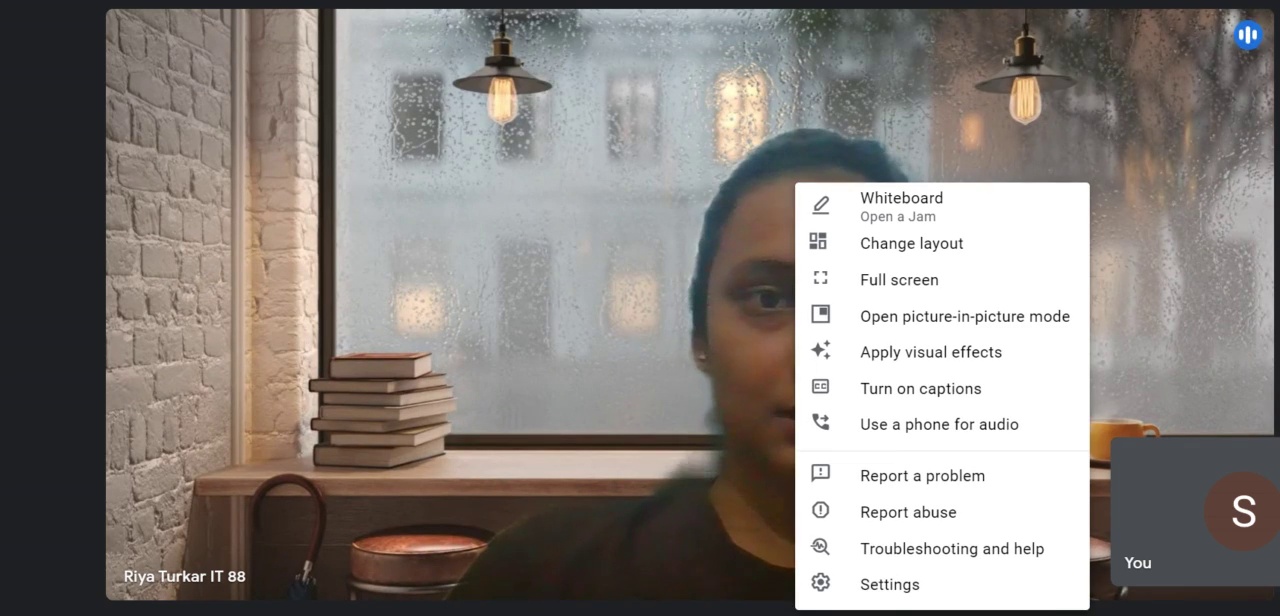 Whiteboard
Open a Jam
Change layout
Full screen
Open picture-in-picture mode
Apply visual effects
CC
Turn on captions
Use a phone for audio
Report a problem
Report abuse
Troubleshooting and help
Settings
Riya Turkar IT 88
S
You